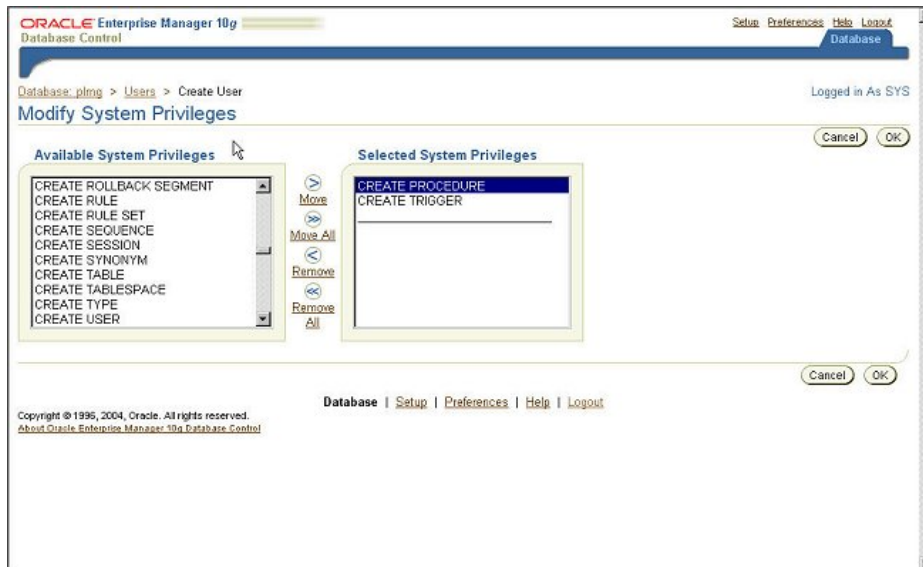 ORACLE Enterprise Manager 10g
Database Control
Setup Preferences Help Logout
Database
Database: plmg > Users > Create User
Logged in As SYS
Modify System Privileges
Cancel OK
Available System Privileges
CREATE ROLLBACK SEGMENT
CREATE RULE
CREATE RULE SET
CREATE SEQUENCE
CREATE SESSION
CREATE SYNONYM
CREATE TABLE
CREATE TABLESPACE
CREATE TYPE
CREATE USER
Move
Move All
Remove
Remove
All
Selected System Privileges
CREATE PROCEDURE
CREATE TRIGGER
Cancel OK
Database | Setup | Preferences | Help | Logout
Copyright © 1996, 2004, Oracle. All rights reserved.
About Oracle Enterprise Manager 10g Database Control